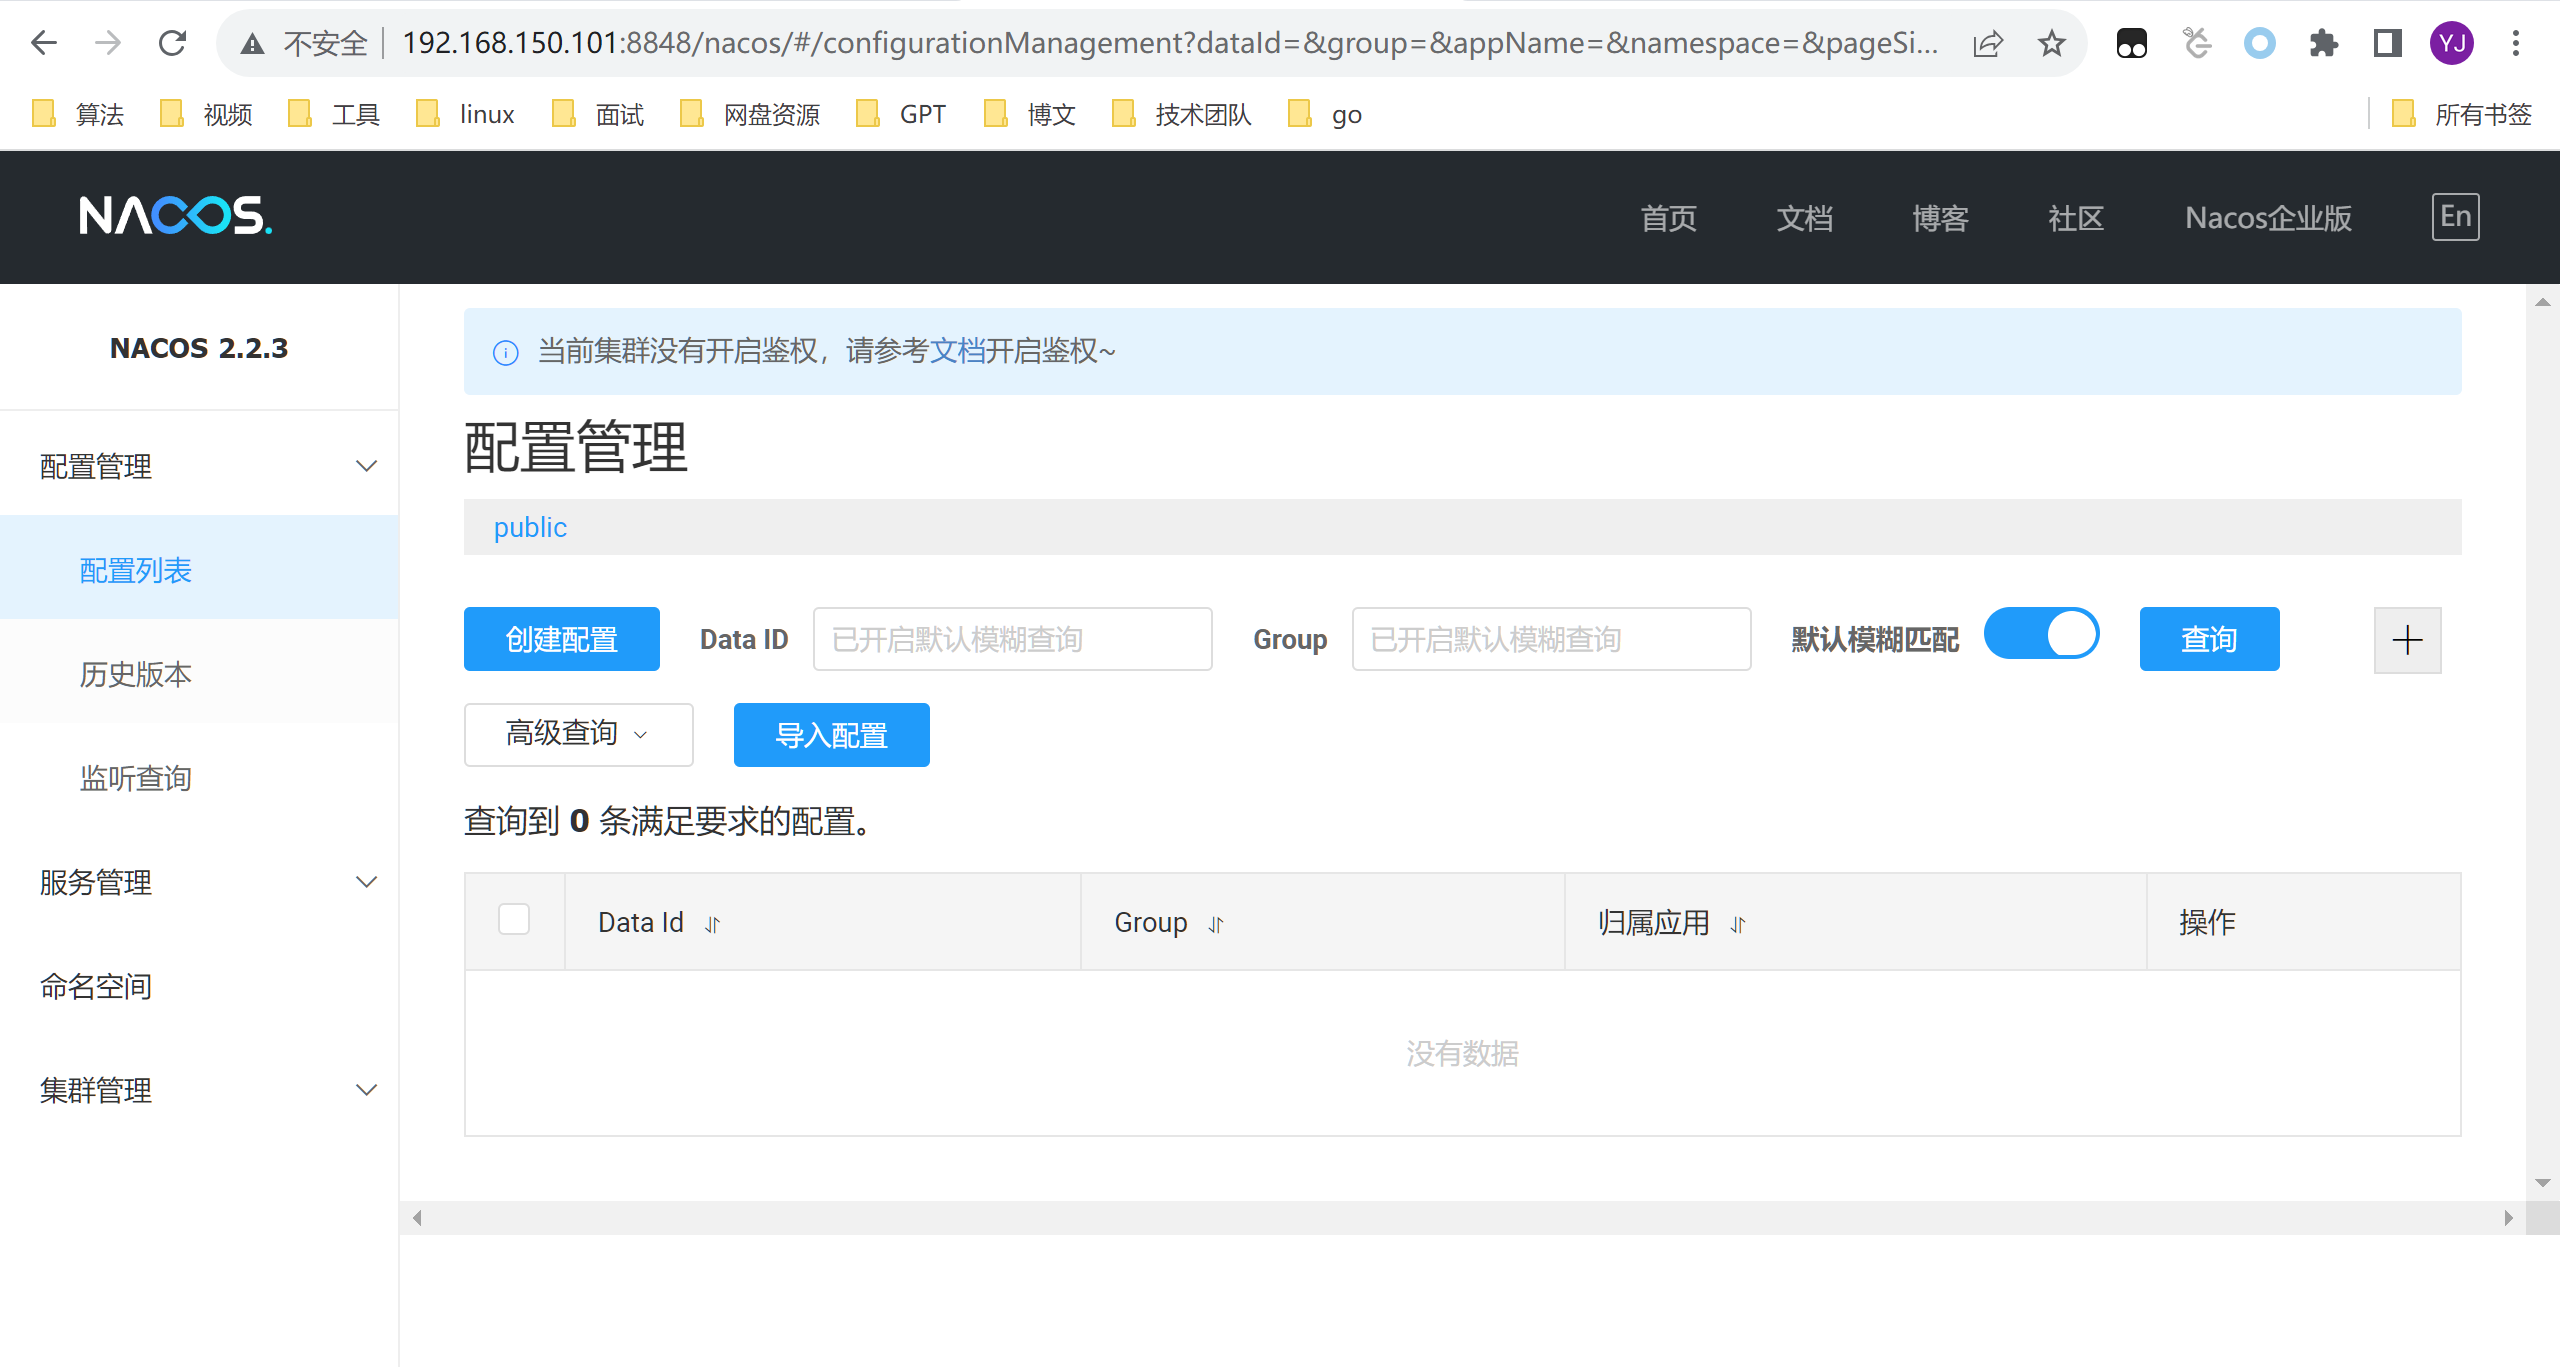 不安全 192.168.150.101:8848/nacos/#/configurationManagement?dataId=&group=&appName=&namespace=&pageSi... YJ
算法 视频 工具 linux 面试 网盘资源 GPT 博文 技术团队 go 所有书签
NACOS. 首页 文档 博客 社区 Nacos企业版 En
NACOS 2.2.3
配置管理
配置列表
历史版本
监听查询
服务管理
命名空间
集群管理
当前集群没有开启鉴权，请参考文档开启鉴权~
配置管理
public
创建配置 Data ID 已开启默认模糊查询 Group 已开启默认模糊查询 默认模糊匹配 查询
高级查询 导入配置
查询到 0 条满足要求的配置。
Data Id Group 归属应用 操作
没有数据